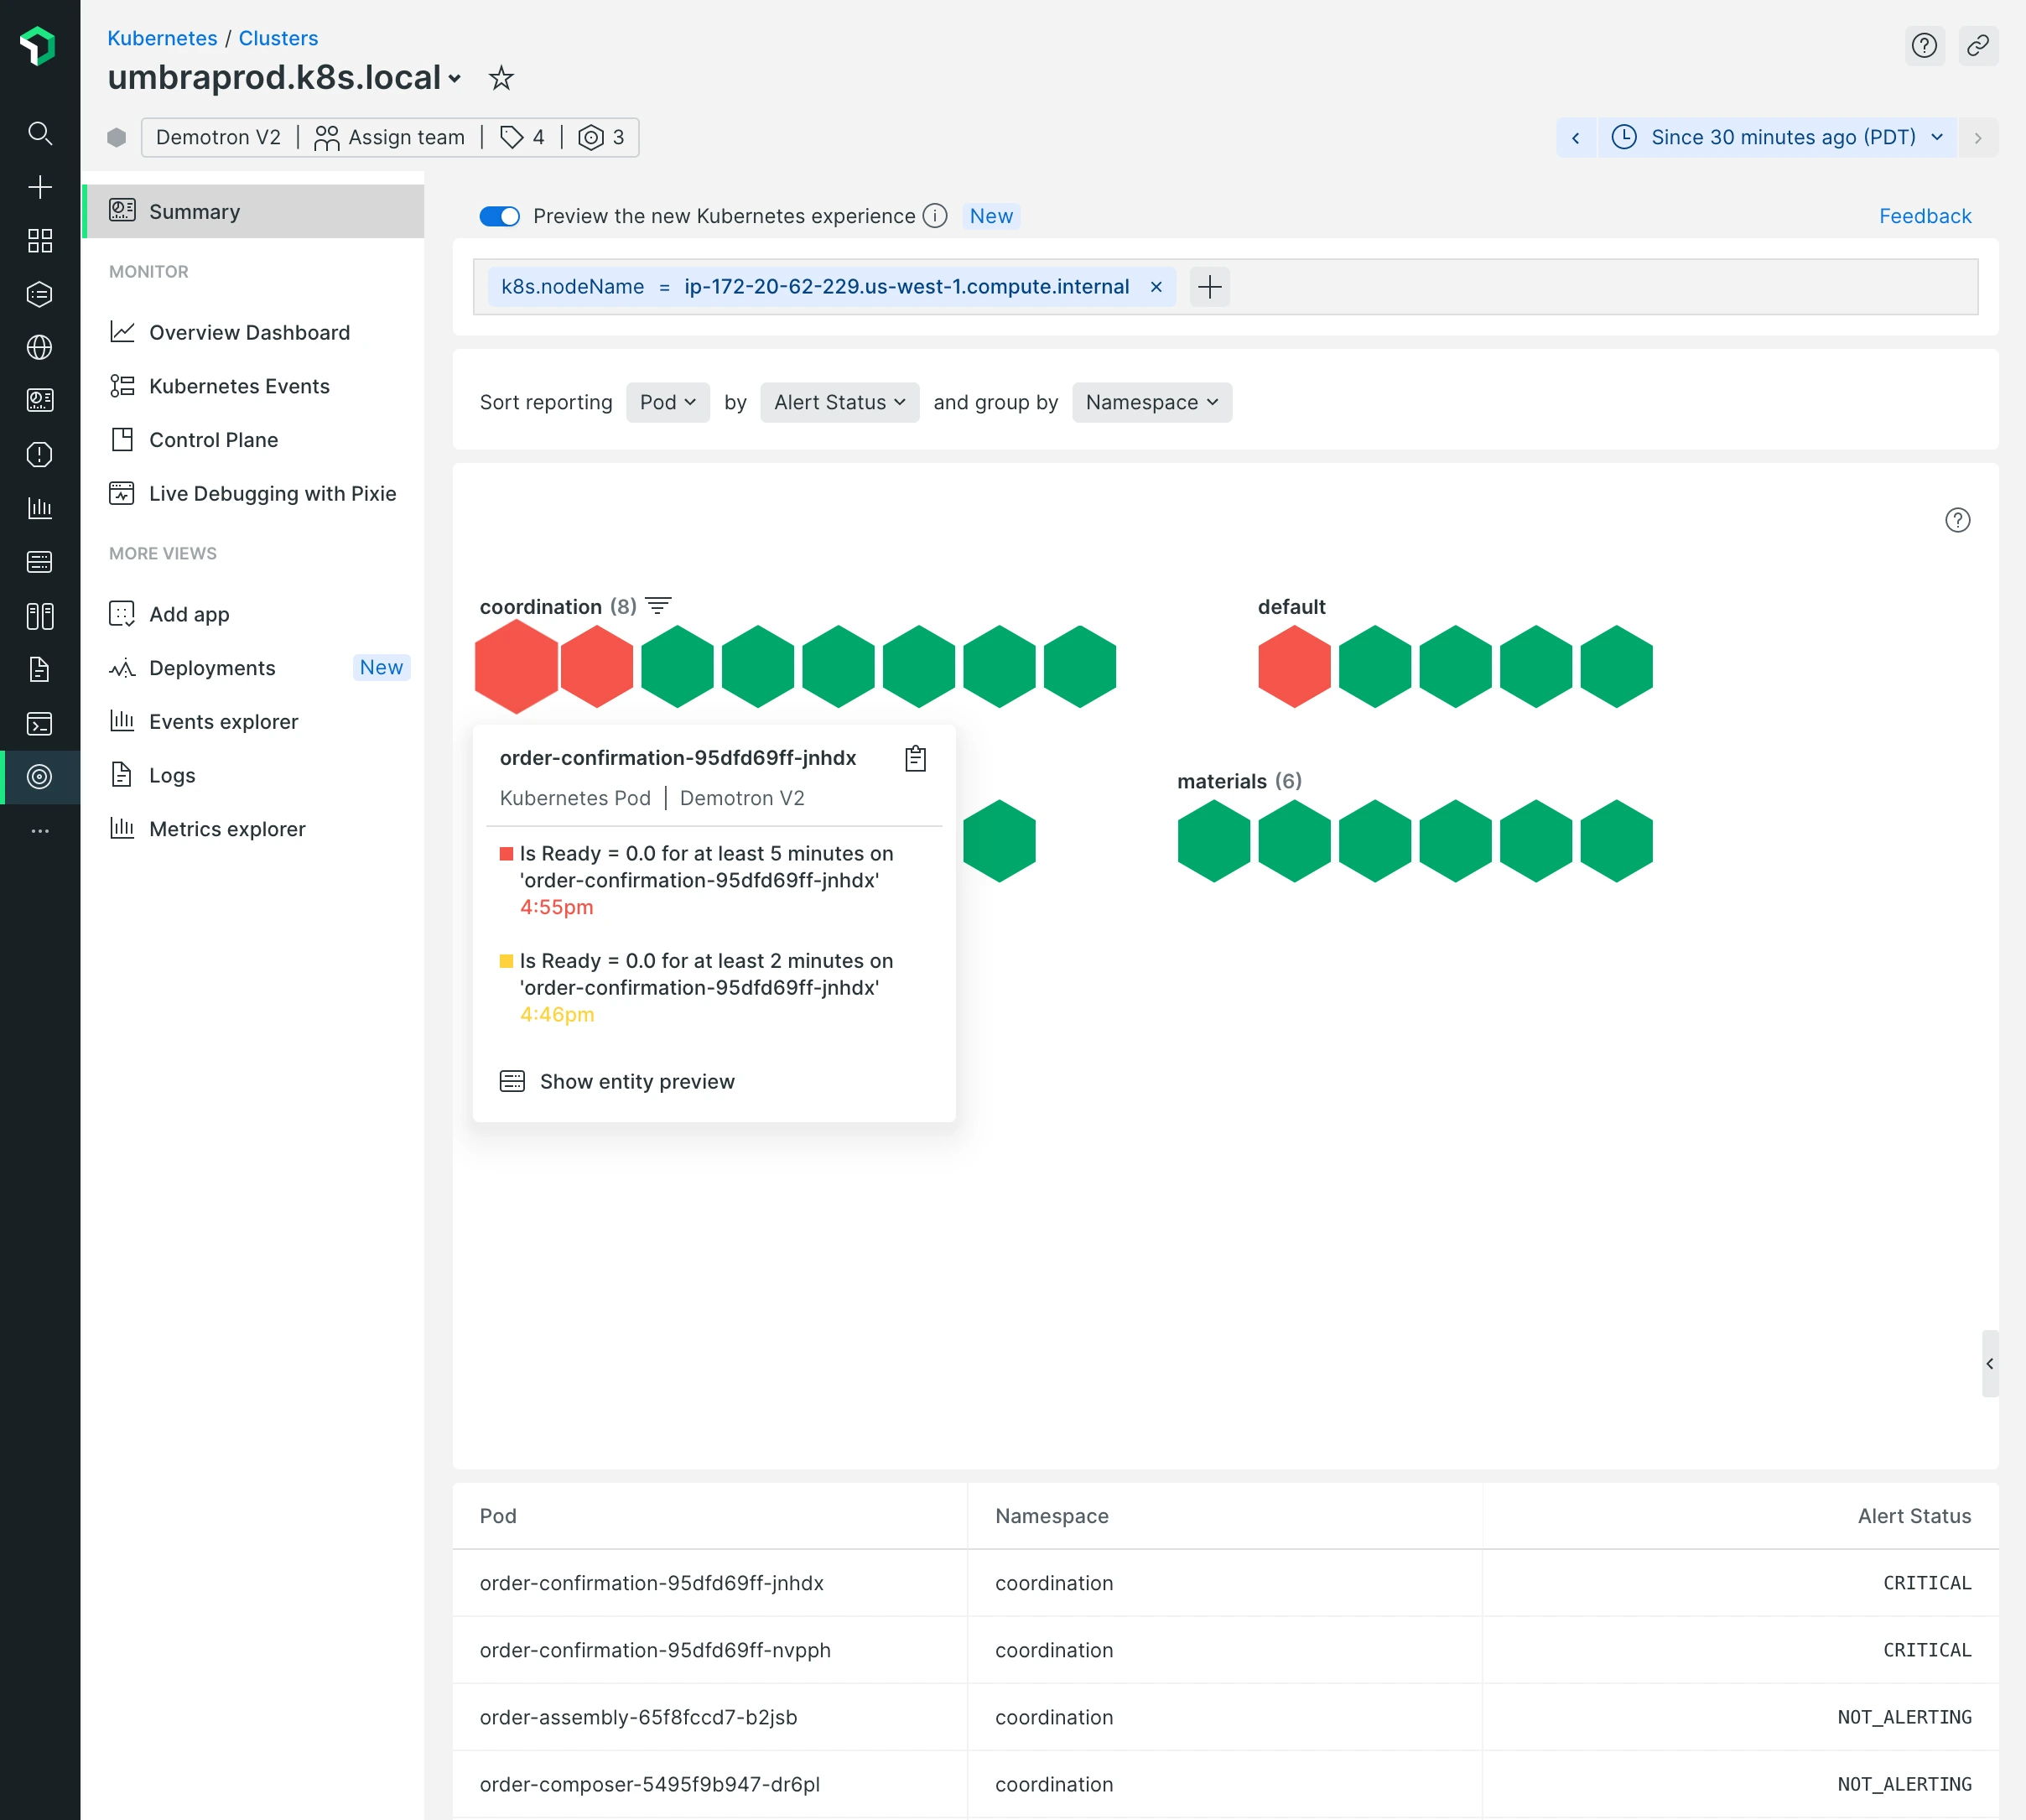 Kubernetes / Clusters
umbraprod.k8s.local
Demotron V2 | Assign team | 4 | 3
Since 30 minutes ago (PDT)
Summary
MONITOR
Overview Dashboard
Kubernetes Events
Control Plane
Live Debugging with Pixie
MORE VIEWS
Add app
Deployments New
Events explorer
Logs
Metrics explorer
Preview the new Kubernetes experience New
Feedback
k8s.nodeName = ip-172-20-62-229.us-west-1.compute.internal ×
Sort reporting Pod by Alert Status and group by Namespace
coordination (8)
default
order-confirmation-95dfd69ff-jnhdx
Kubernetes Pod | Demotron V2
Is Ready = 0.0 for at least 5 minutes on
'order-confirmation-95dfd69ff-jnhdx'
4:55pm
Is Ready = 0.0 for at least 2 minutes on
'order-confirmation-95dfd69ff-jnhdx'
4:46pm
Show entity preview
materials (6)
Pod Namespace Alert Status
order-confirmation-95dfd69ff-jnhdx coordination CRITICAL
order-confirmation-95dfd69ff-nvpph coordination CRITICAL
order-assembly-65f8fccd7-b2jsb coordination NOT_ALERTING
order-composer-5495f9b947-dr6pl coordination NOT_ALERTING